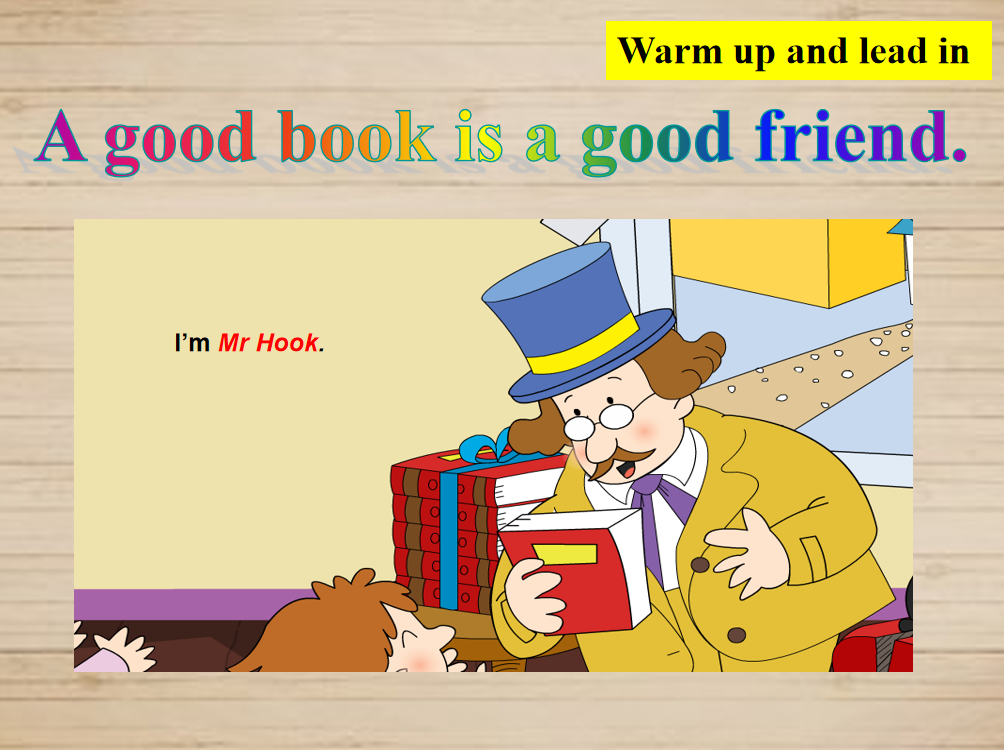 Warm up and lead in
A good book is a good friend.
I’m Mr Hook.